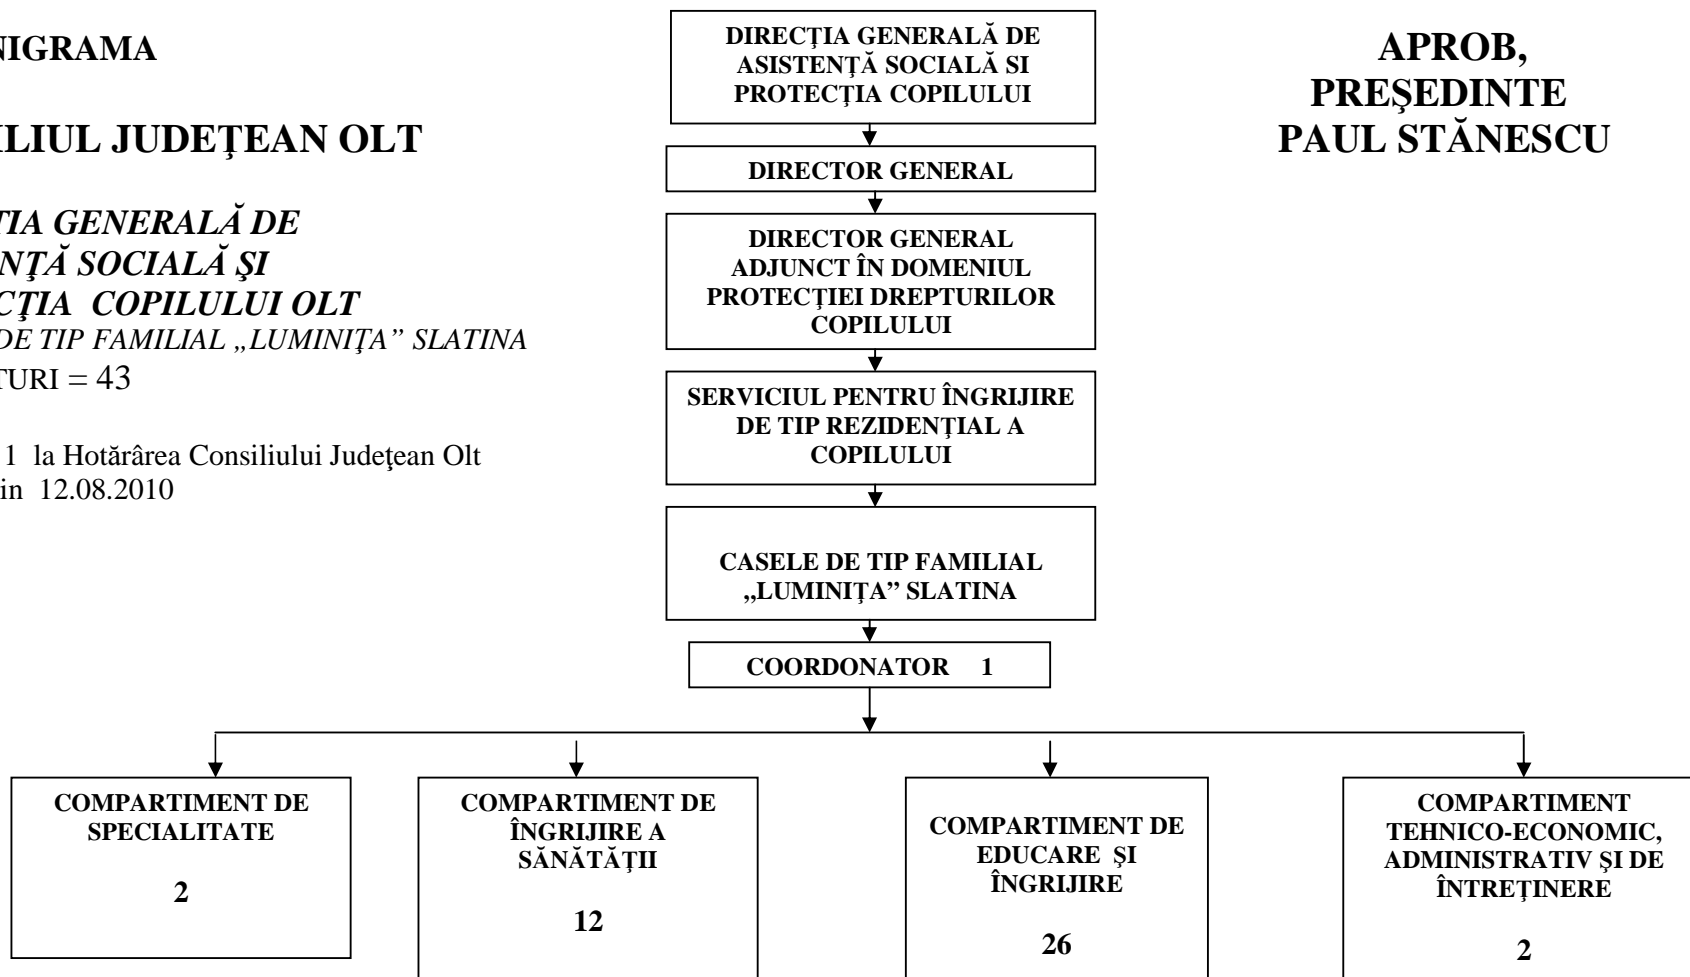 NIGRAMA
ILIUL JUDEŢEAN OLT
ŢIA GENERALĂ DE
NŢĂ SOCIALĂ ŞI
CŢIA COPILULUI OLT
DE TIP FAMILIAL „LUMINIŢA” SLATINA
TURI = 43
1 la Hotărârea Consiliului Judeţean Olt
in 12.08.2010
DIRECŢIA GENERALĂ DE
ASISTENŢĂ SOCIALĂ SI
PROTECŢIA COPILULUI
DIRECTOR GENERAL
DIRECTOR GENERAL
ADJUNCT ÎN DOMENIUL
PROTECŢIEI DREPTURILOR
COPILULUI
SERVICIUL PENTRU ÎNGRIJIRE
DE TIP REZIDENŢIAL A
COPILULUI
CASELE DE TIP FAMILIAL
„LUMINIŢA” SLATINA
COORDONATOR 1
APROB,
PREŞEDINTE
PAUL STĂNESCU
COMPARTIMENT DE
SPECIALITATE
2
COMPARTIMENT DE
ÎNGRIJIRE A
SĂNĂTĂŢII
12
COMPARTIMENT DE
EDUCARE ŞI
ÎNGRIJIRE
26
COMPARTIMENT
TEHNICO-ECONOMIC,
ADMINISTRATIV ŞI DE
ÎNTREŢINERE
2